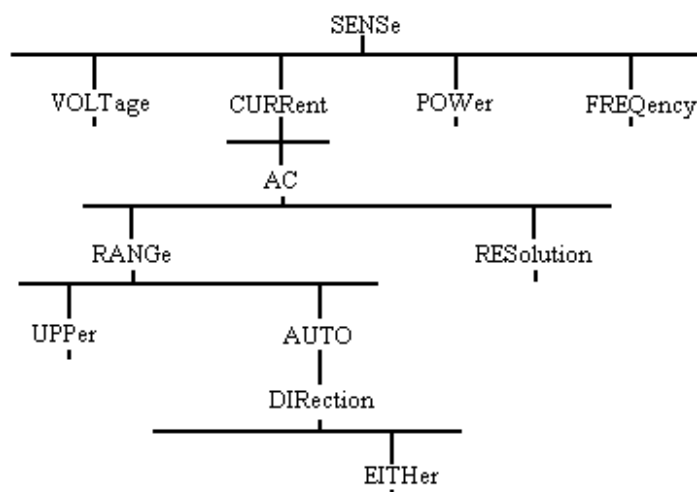 SENSe
VOLTage CURRent POWer FREQency
AC
RANGe RESolution
UPPer AUTO
DIRection
EITHer